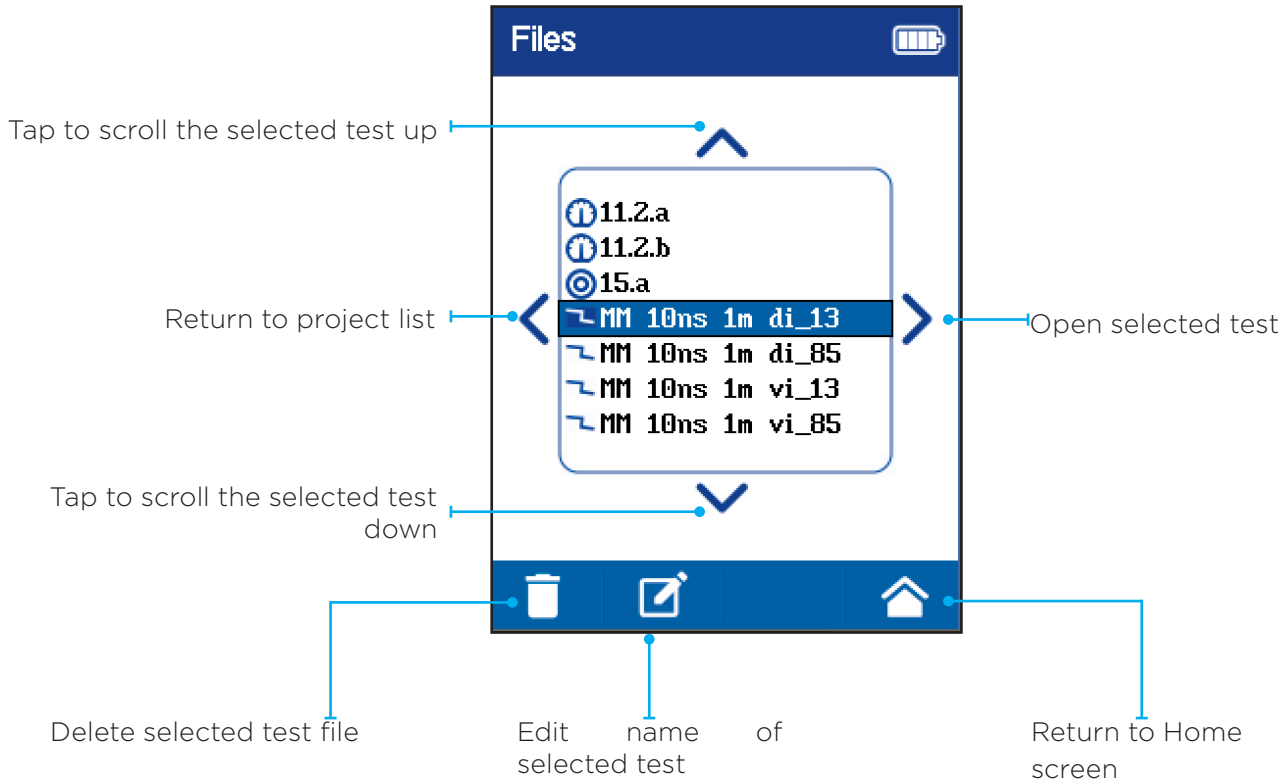 Files
Tap to scroll the selected test up
11.2.a
11.2.b
15.a
MM 10ns 1m di_13
Return to project list
Open selected test
MM 10ns 1m di_85
MM 10ns 1m vi_13
MM 10ns 1m vi_85
Tap to scroll the selected test
down
Delete selected test file
Edit name of
selected test
Return to Home
screen